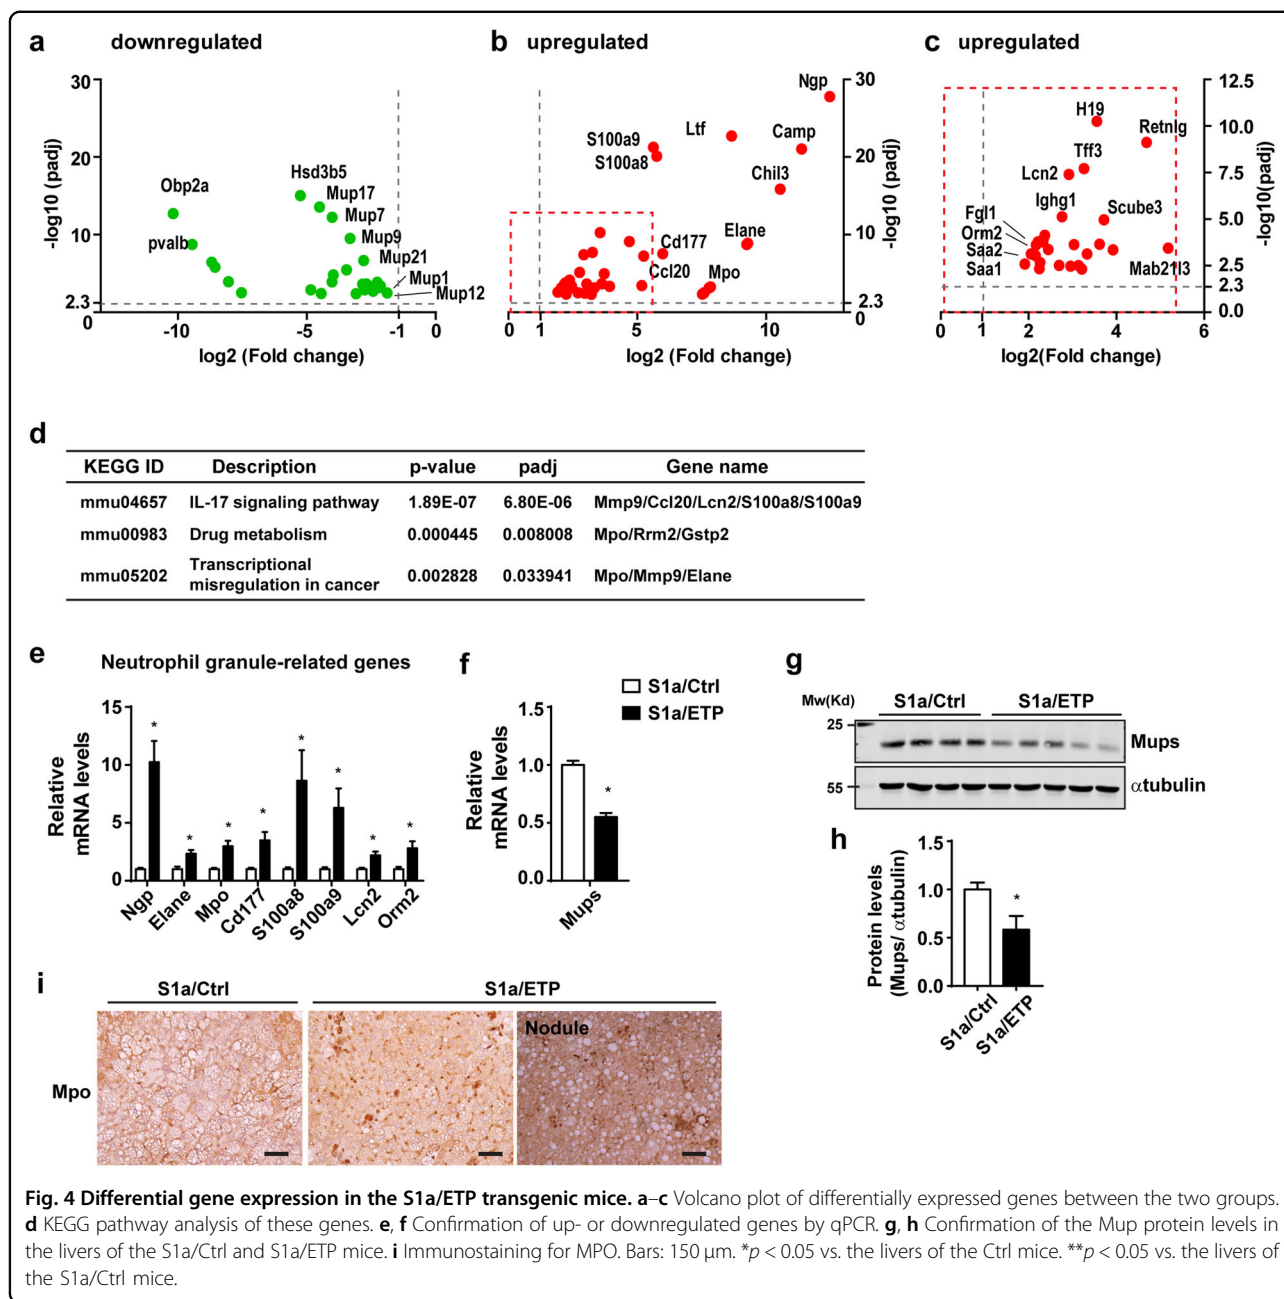 a downregulated
30
20
10
2.3
0
-log10 (padj)
Obp2a
pvalb
Hsd3b5
Mup17
Mup7
Mup9
Mup21
Mup1
Mup12
-10 -5 -1 0
log2 (Fold change)
b upregulated
30
20
10
2.3
0
Ngp
Ltf
Camp
S100a9
S100a8
Chil3
Elane
Cd177
Ccl20
Mpo
0 1 5 10
log2 (Fold change)
c upregulated
12.5
10.0
7.5
5.0
2.5
2.3
0.0
-log10(padj)
H19
Retnlg
Tff3
Lcn2
Ighg1
Scube3
Fgl1
Orm2
Saa2
Saa1
Mab21l3
0 1 2 4 6
log2(Fold change)
d
KEGG ID Description p-value padj Gene name
mmu04657 IL-17 signaling pathway 1.89E-07 6.80E-06 Mmp9/Ccl20/Lcn2/S100a8/S100a9
mmu00983 Drug metabolism 0.000445 0.008008 Mpo/Rrm2/Gstp2
mmu05202 Transcriptional misregulation in cancer 0.002828 0.033941 Mpo/Mmp9/Elane
e Neutrophil granule-related genes
Relative
mRNA levels
15
10
5
0
* * * * * * * *
Ngp Elane Mpo Cd177 S100a8 S100a9 Lcn2 Orm2
f
S1a/Ctrl
S1a/ETP
Relative
mRNA levels
1.5
1.0
0.5
0.0
*
Mups
g
Mw(Kd) S1a/Ctrl S1a/ETP
25
Mups
55
αtubulin
h
Protein levels
(Mups/ αtubulin)
1.5
1.0
0.5
0.0
*
S1a/Ctrl
S1a/ETP
i
S1a/Ctrl S1a/ETP
Nodule
Mpo
Fig. 4 Differential gene expression in the S1a/ETP transgenic mice. a–c Volcano plot of differentially expressed genes between the two groups.
d KEGG pathway analysis of these genes. e, f Confirmation of up- or downregulated genes by qPCR. g, h Confirmation of the Mup protein levels in
the livers of the S1a/Ctrl and S1a/ETP mice. i Immunostaining for MPO. Bars: 150 μm. *p < 0.05 vs. the livers of the Ctrl mice. **p < 0.05 vs. the livers of
the S1a/Ctrl mice.